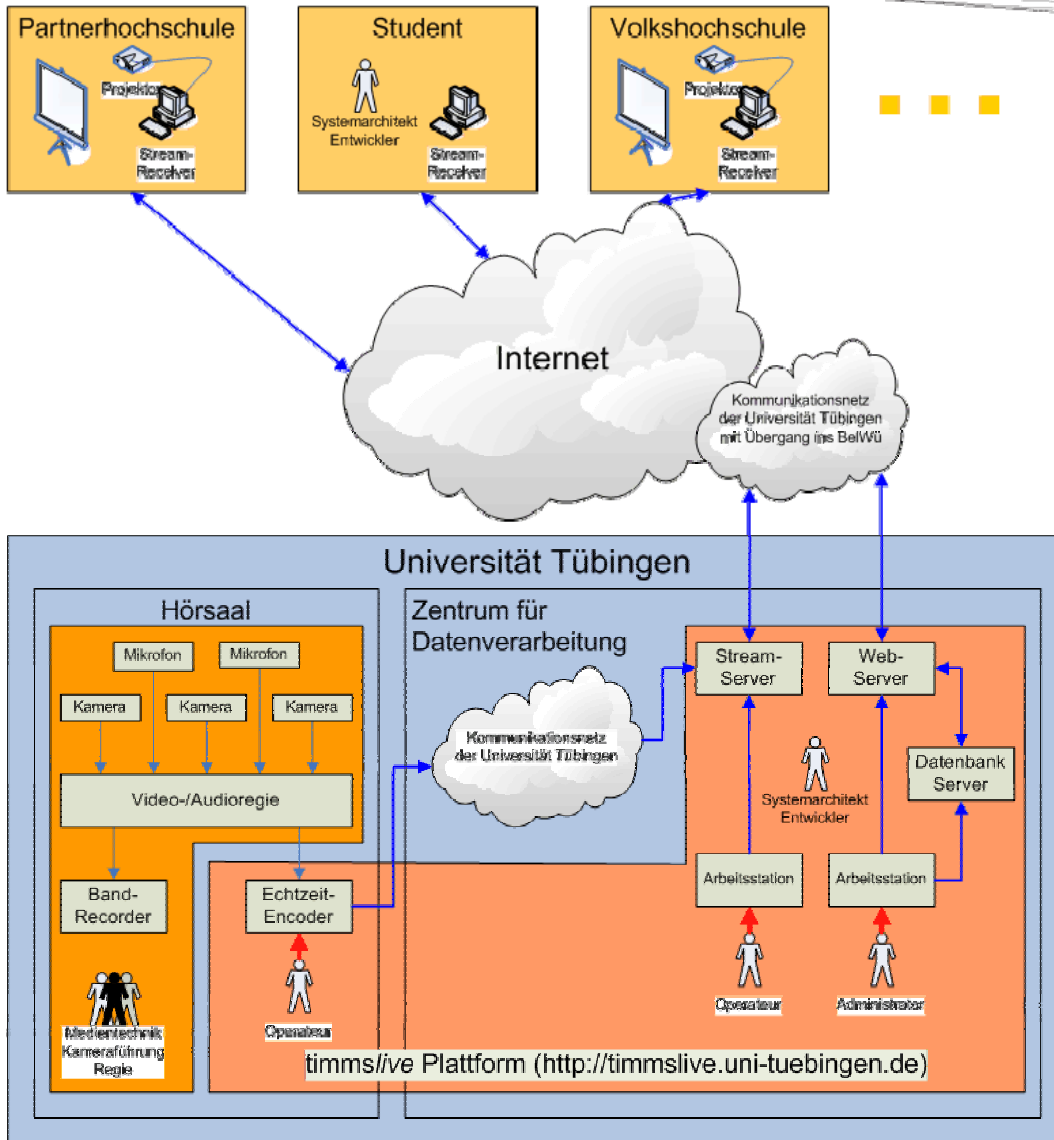 Partnerhochschule
Projektor
Stream-
Receiver
Student
Systemarchitekt
Entwickler
Stream-
Receiver
Volkshochschule
Projektor
Stream-
Receiver
Internet
Kommunikationsnetz
der Universität Tübingen
mit Übergang ins BelWü
Universität Tübingen
Hörsaal
Mikrofon
Mikrofon
Kamera
Kamera
Kamera
Video-/Audioregie
Band-
Recorder
Echtzeit-
Encoder
Medientechnik
Kameraführung
Regie
Operateur
Zentrum für
Datenverarbeitung
Kommunikationsnetz
der Universität Tübingen
Stream-
Server
Web-
Server
Datenbank
Server
Systemarchitekt
Entwickler
Arbeitsstation
Arbeitsstation
Operateur
Administrator
timmslive Plattform (http://timmslive.uni-tuebingen.de)